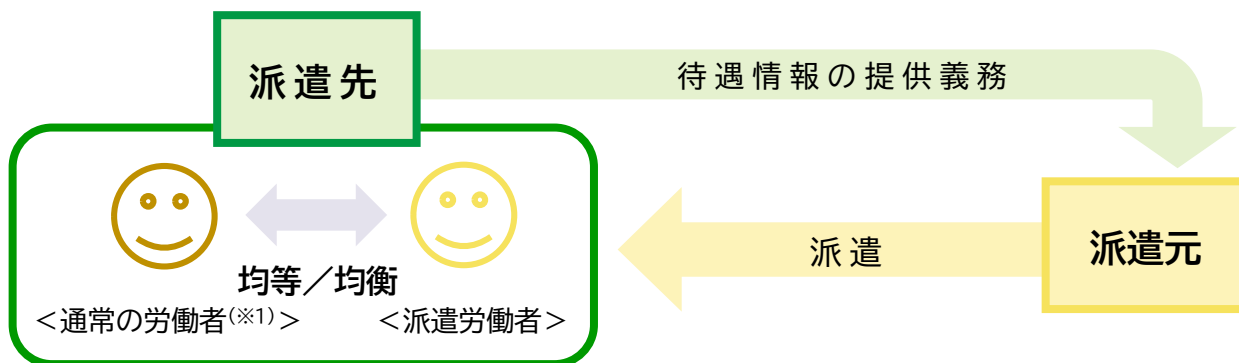 派遣先
待遇情報の提供義務
派遣
派遣元
均等／均衡
＜通常の労働者(※1)＞
＜派遣労働者＞